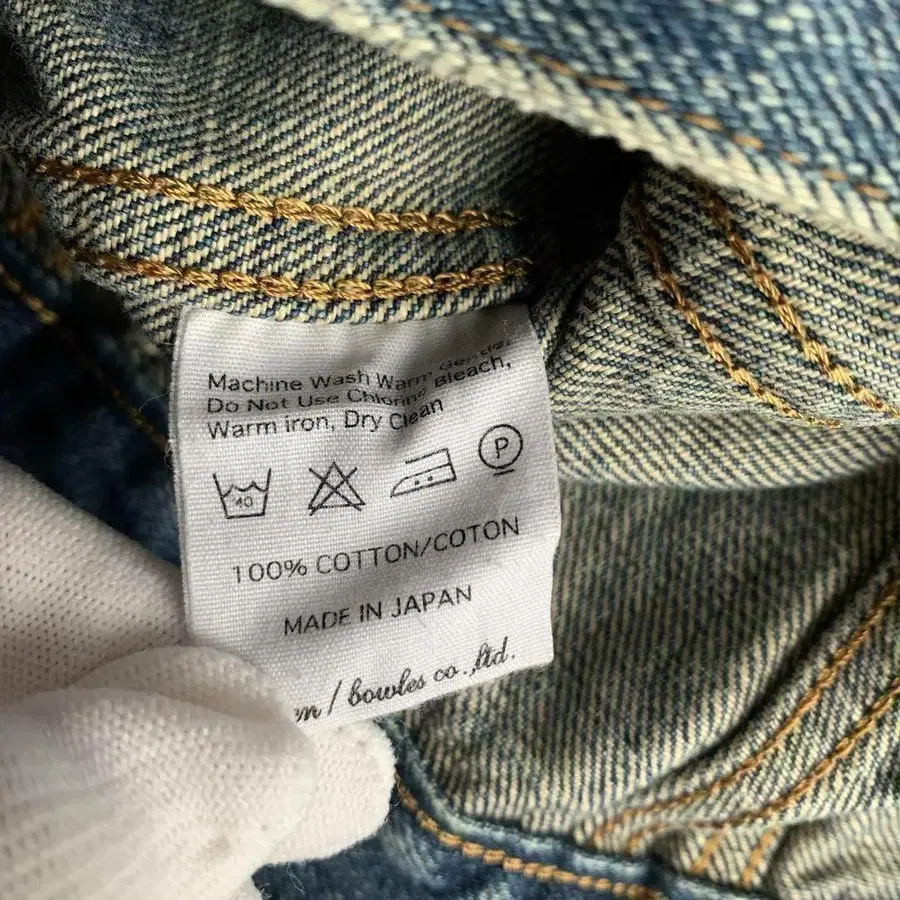 Machine Wash Warm Gentle,
Do Not Use Chlorine Bleach,
Warm iron, Dry Clean
40 P
100% COTTON/COTON
MADE IN JAPAN
en / bowles co.,ltd.